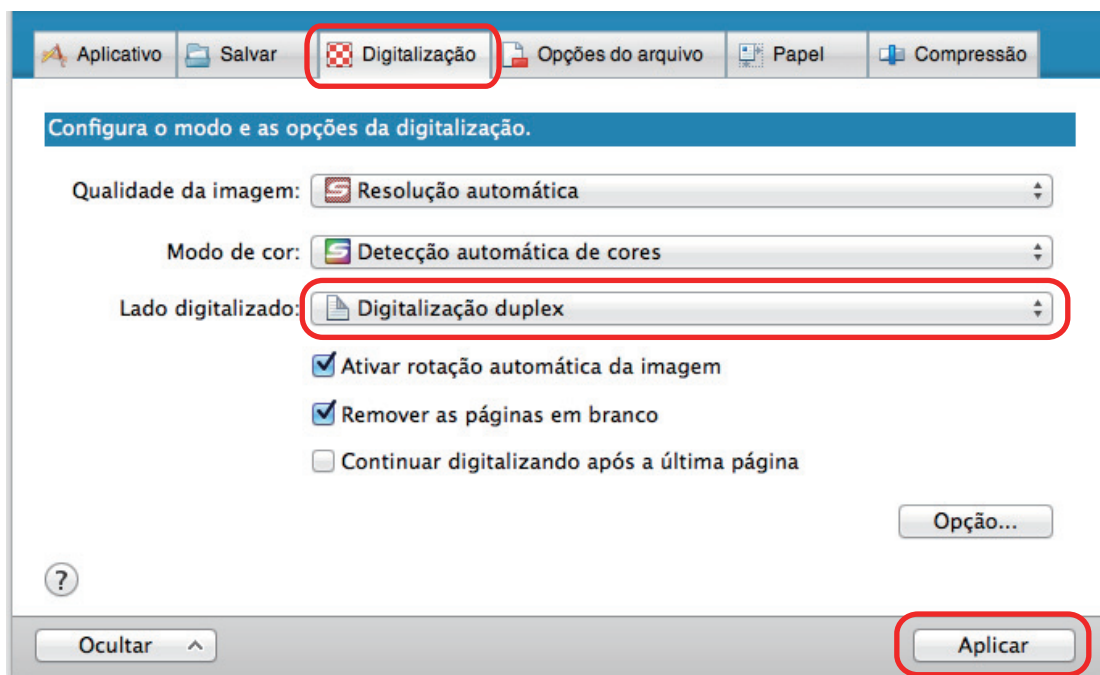 Aplicativo Salvar Digitalização Opções do arquivo Papel Compressão
Configura o modo e as opções da digitalização.
Qualidade da imagem: Resolução automática
Modo de cor: Detecção automática de cores
Lado digitalizado: Digitalização duplex
Ativar rotação automática da imagem
Remover as páginas em branco
Continuar digitalizando após a última página
Opção...
?
Ocultar Aplicar